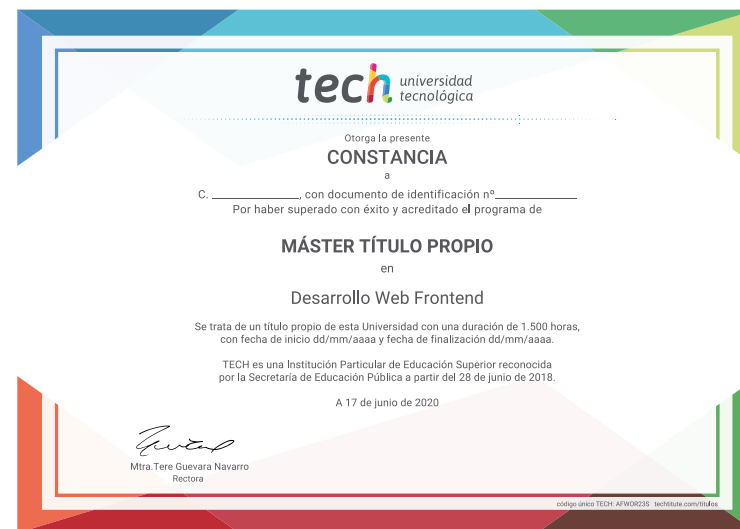 tech universidad
tecnológica
Otorga la presente
CONSTANCIA
a
C. ______________, con documento de identificación nº_____________
Por haber superado con éxito y acreditado el programa de
MÁSTER TÍTULO PROPIO
en
Desarrollo Web Frontend
Se trata de un título propio de esta Universidad con una duración de 1.500 horas,
con fecha de inicio dd/mm/aaaa y fecha de finalización dd/mm/aaaa.
TECH es una Institución Particular de Educación Superior reconocida
por la Secretaría de Educación Pública a partir del 28 de junio de 2018.
A 17 de junio de 2020
Mtra.Tere Guevara Navarro
Rectora
código único TECH: AFWOR23S techtitute.com/titulos